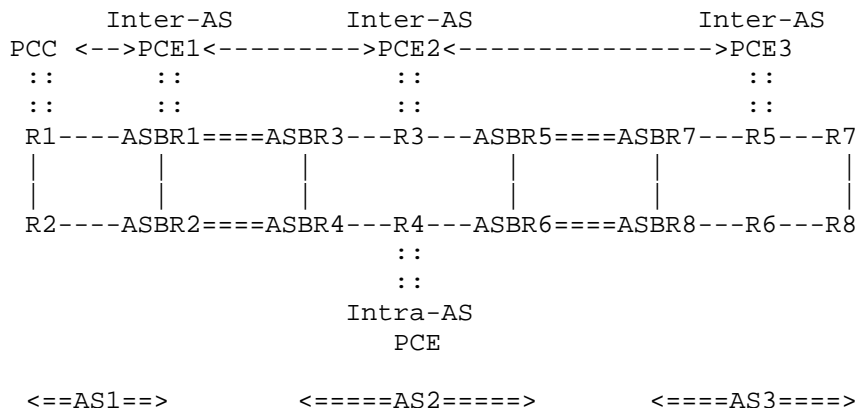 Inter-AS       Inter-AS             Inter-AS
PCC <-->PCE1<--------->PCE2<--------------->PCE3
 ::      ::             ::                   ::
 ::      ::             ::                   ::
 R1----ASBR1====ASBR3---R3---ASBR5====ASBR7---R5---R7
 |       |        |            |        |           |
 |       |        |            |        |           |
 R2----ASBR2====ASBR4---R4---ASBR6====ASBR8---R6---R8
                        ::
                        ::
                     Intra-AS
                        PCE
 <==AS1==>        <=====AS2=====>       <====AS3====>